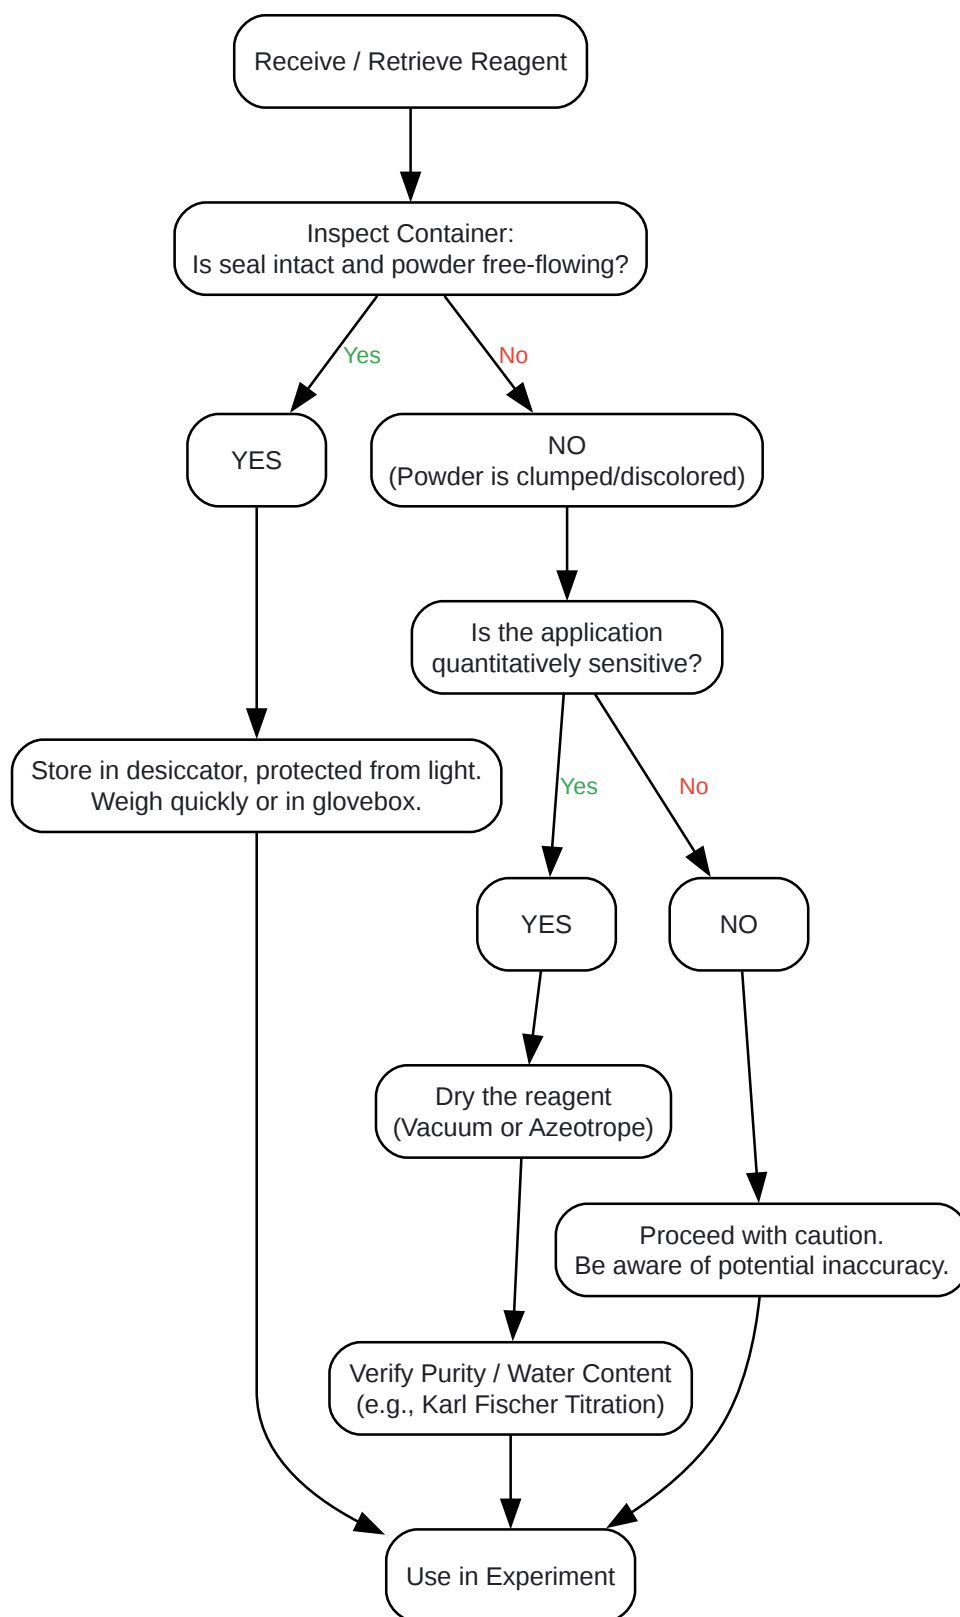 Receive / Retrieve Reagent
Inspect Container:
Is seal intact and powder free-flowing?
Yes
No
YES
NO
(Powder is clumped/discolored)
Is the application
quantitatively sensitive?
Store in desiccator, protected from light.
Weigh quickly or in glovebox.
Yes
No
YES
NO
Dry the reagent
(Vacuum or Azeotrope)
Proceed with caution.
Be aware of potential inaccuracy.
Verify Purity / Water Content
(e.g., Karl Fischer Titration)
Use in Experiment